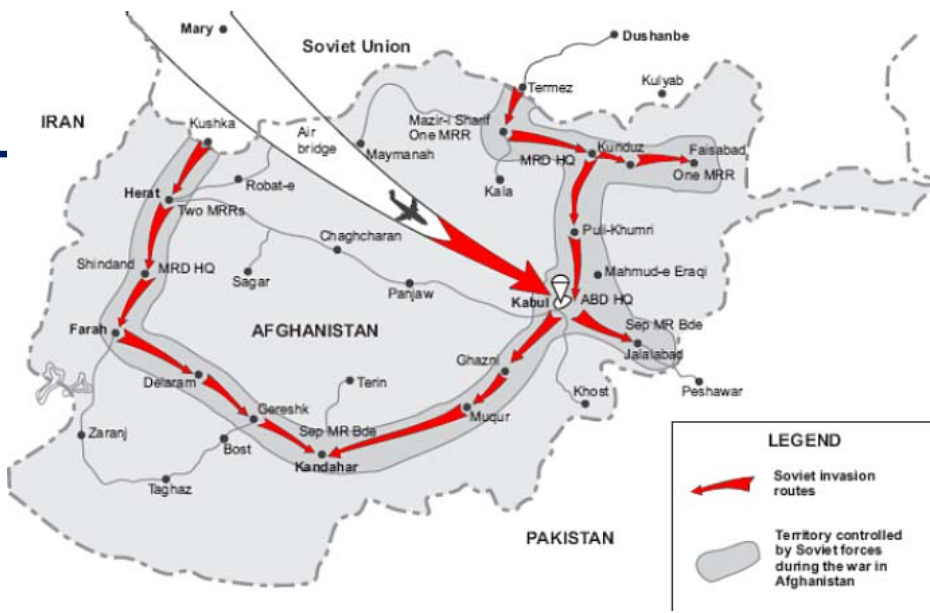 Mary
Soviet Union
Dushanbe
Kulyab
Termez
IRAN
Kushka
Air
bridge
Mazir-i Sharif
One MRR
Maymanah
MRD HQ
Kunduz
Faisabad
One MRR
Kala
Herat
Robat-e
Two MRRs
Puli-Khumri
Chaghcharan
Shindand
MRD HQ
Sagar
Panjaw
Mahmud-e Eraqi
Kabul
ABD HQ
Farah
AFGHANISTAN
Sep MR Bde
Jalalabad
Ghazni
Peshawar
Delaram
Terin
Khost
Gereshk
Muqur
Zaranj
Bost
Sep MR Bde
Kandahar
Taghaz
PAKISTAN
LEGEND
Soviet invasion
routes
Territory controlled
by Soviet forces
during the war in
Afghanistan